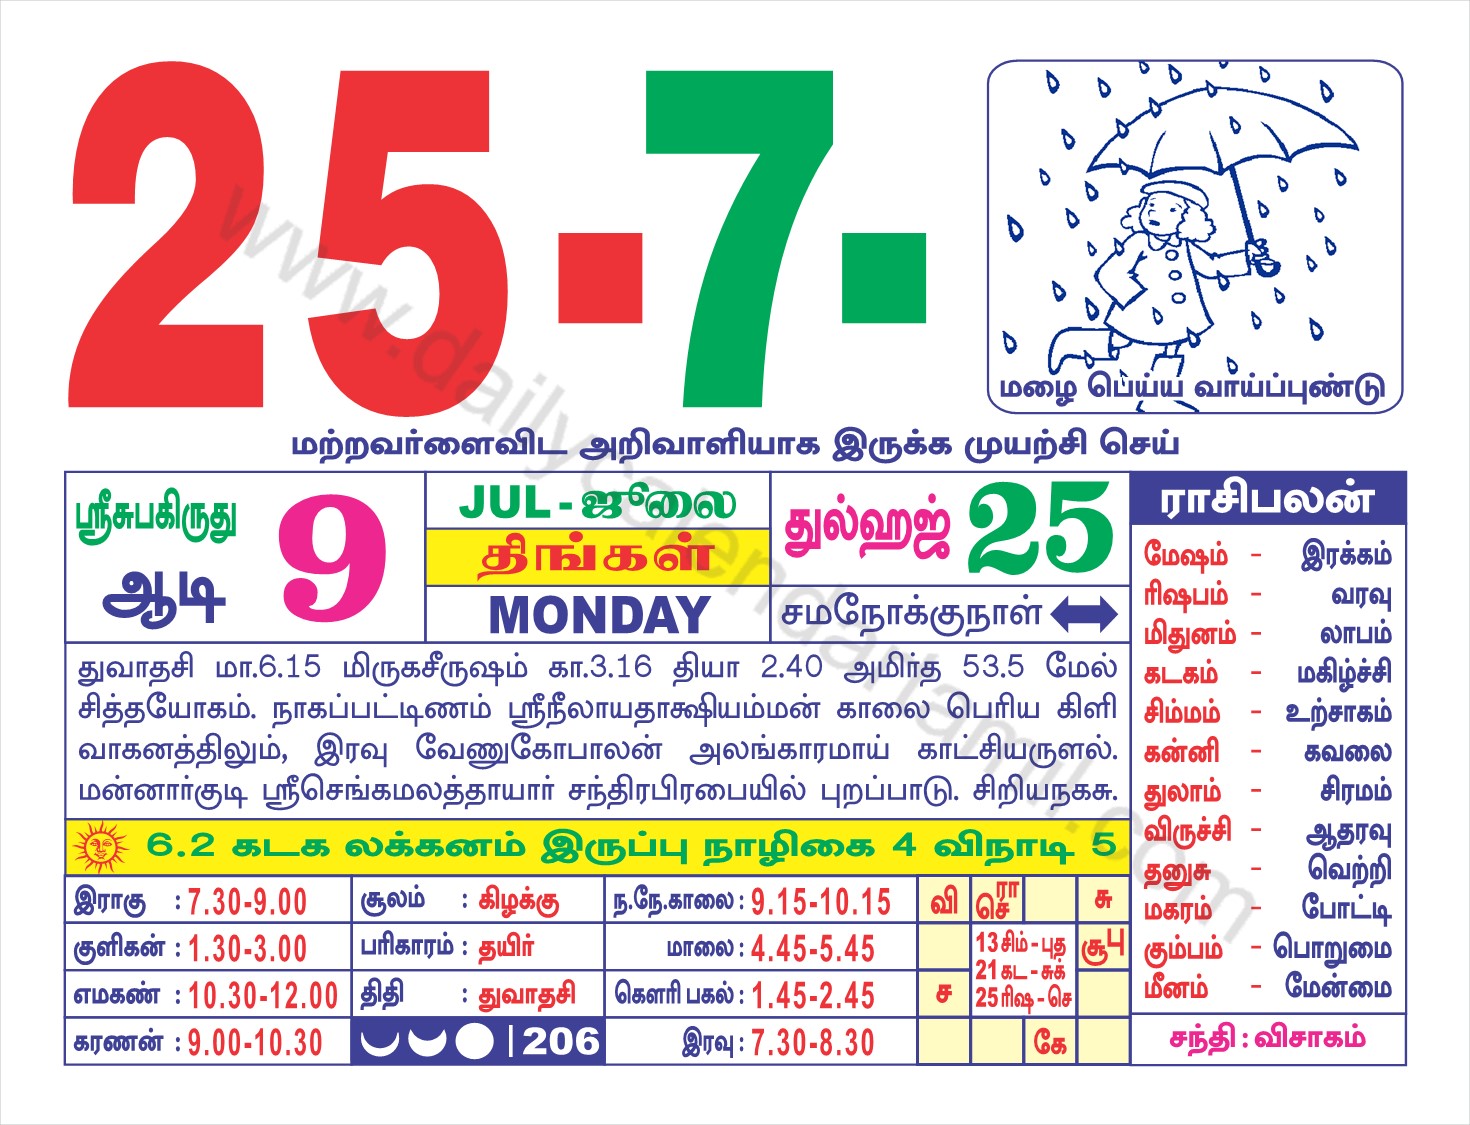 25-7-
மழை பெய்ய வாய்ப்புண்டு
மற்றவர்ளைவிட அறிவாளியாக இருக்க முயற்சி செய்
ஸ்ரீசுபகிருது
ஆடி 9
JUL - ஜூலை
திங்கள்
MONDAY
துல்ஹஜ் 25
சமநோக்குநாள்
துவாதசி மா.6.15 மிருகசீருஷம் கா.3.16 தியா 2.40 அமிர்த 53.5 மேல்
சித்தயோகம். நாகப்பட்டிணம் ஸ்ரீநீலாயதாக்ஷியம்மன் காலை பெரிய கிளி
வாகனத்திலும், இரவு வேணுகோபாலன் அலங்காரமாய் காட்சியருளல்.
மன்னார்குடி ஸ்ரீசெங்கமலத்தாயார் சந்திரபிரபையில் புறப்பாடு. சிறியநகசு.
6.2 கடக லக்கனம் இருப்பு நாழிகை 4 விநாடி 5
இராகு : 7.30-9.00
குளிகன் : 1.30-3.00
எமகண் : 10.30-12.00
கரணன் : 9.00-10.30
சூலம் : கிழக்கு
பரிகாரம் : தயிர்
திதி : துவாதசி
206
ந.நே.காலை : 9.15-10.15
மாலை : 4.45-5.45
கௌரி பகல் : 1.45-2.45
இரவு : 7.30-8.30
வி
ரா
செ
சு
சூபு
13 சிம் - புத
21 கட - சுக்
25 ரிஷ - செ
ச
கே
ராசிபலன்
மேஷம் - இரக்கம்
ரிஷபம் - வரவு
மிதுனம் - லாபம்
கடகம் - மகிழ்ச்சி
சிம்மம் - உற்சாகம்
கன்னி - கவலை
துலாம் - சிரமம்
விருச்சி - ஆதரவு
தனுசு - வெற்றி
மகரம் - போட்டி
கும்பம் - பொறுமை
மீனம் - மேன்மை
சந்தி : விசாகம்
www.dailycalendartamil.com